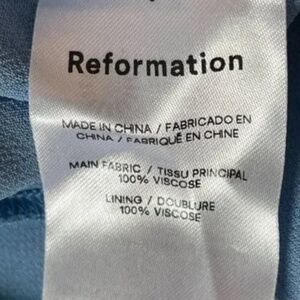 Reformation
MADE IN CHINA / FABRICADO EN
CHINA / FABRIQUÉ EN CHINE
MAIN FABRIC / TISSU PRINCIPAL
100% VISCOSE
LINING / DOUBLURE
100% VISCOSE